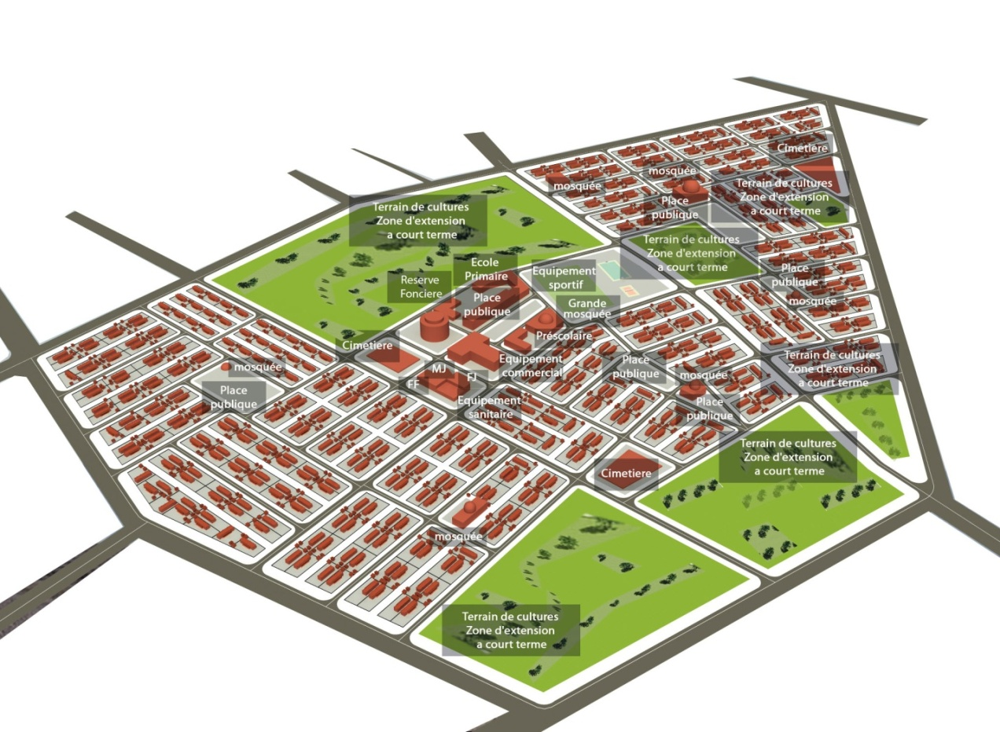 Cimetiere
mosquée
mosquée
Terrain de cultures
Zone d'extension
a court terme
Place
publique
Terrain de cultures
Zone d'extension
a court terme
Terrain de cultures
Zone d'extension
a court terme
Ecole
Primaire
Equipement
sportif
Reserve
Fonciere
Place
publique
Place
publique
mosquée
Grande
mosquée
Préscolaire
Cimetiere
mosquée
Place
publique
MJ
FF
FJ
Equipement
commercial
Place
publique
mosquée
Terrain de cultures
Zone d'extension
a court terme
Equipement
sanitaire
Place
publique
Terrain de cultures
Zone d'extension
a court terme
Cimetiere
mosquée
Terrain de cultures
Zone d'extension
a court terme